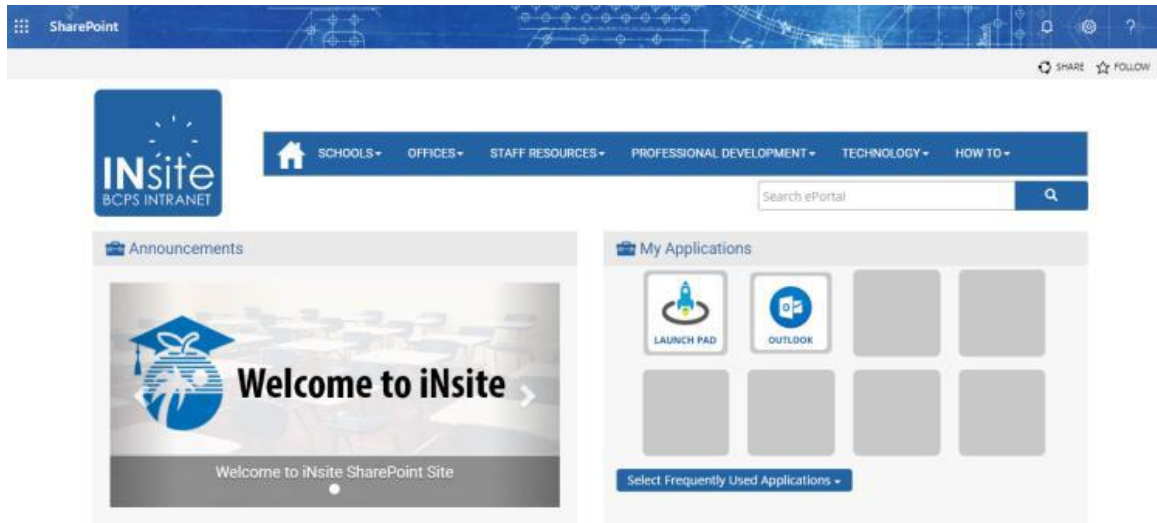 SharePoint
?
SHARE FOLLOW
INsite
BCPS INTRANET
SCHOOLS OFFICES STAFF RESOURCES PROFESSIONAL DEVELOPMENT TECHNOLOGY HOW TO
Search ePortal
Announcements
Welcome to iNsite
Welcome to iNsite SharePoint Site
My Applications
LAUNCH PAD OUTLOOK
Select Frequently Used Applications